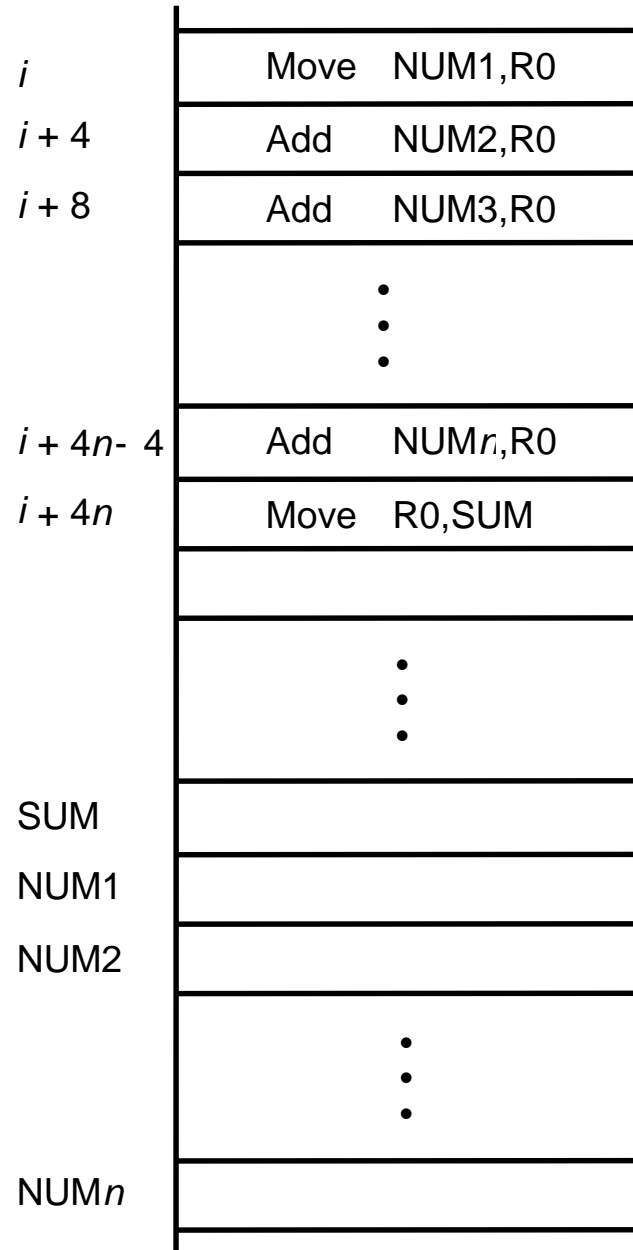 i Move NUM1,R0
i + 4 Add NUM2,R0
i + 8 Add NUM3,R0
i + 4n- 4 Add NUMn,R0
i + 4n Move R0,SUM
SUM
NUM1
NUM2
NUMn